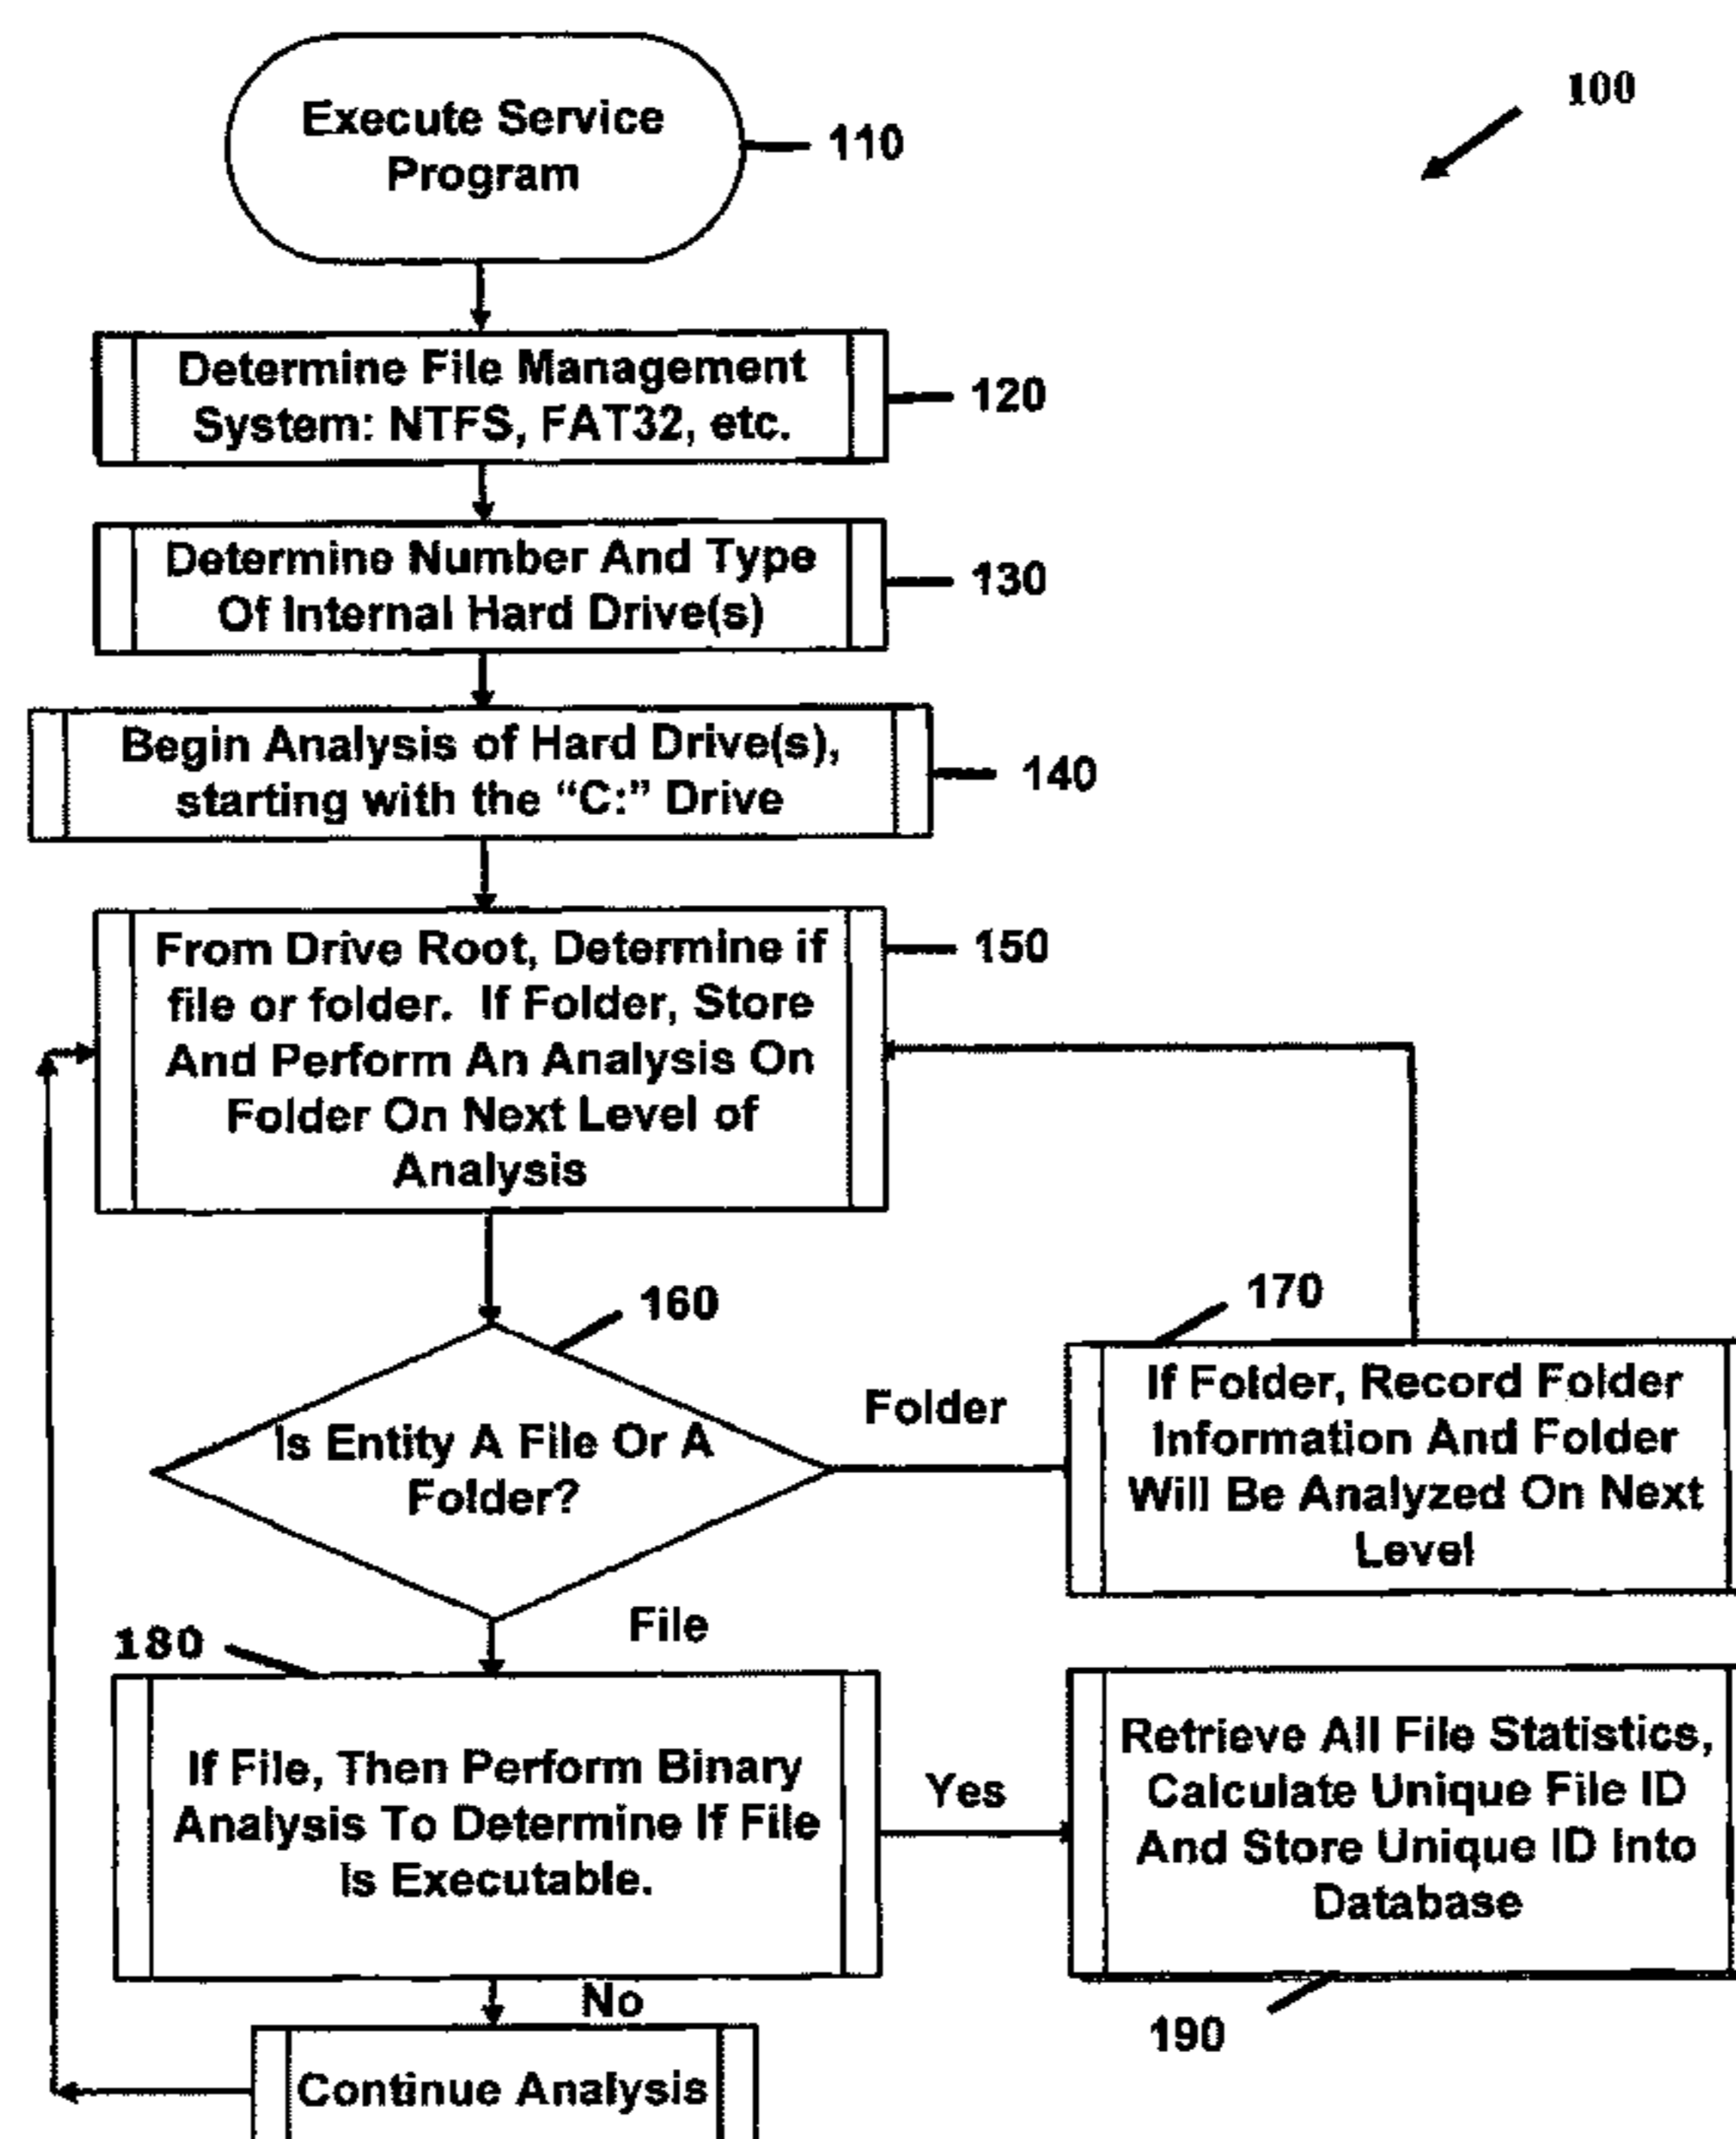 100
Execute Service
Program
110
Determine File Management
System: NTFS, FAT32, etc.
120
Determine Number And Type
Of Internal Hard Drive(s)
130
Begin Analysis of Hard Drive(s),
starting with the “C:” Drive
140
From Drive Root, Determine if
file or folder. If Folder, Store
And Perform An Analysis On
Folder On Next Level of
Analysis
150
160
Is Entity A File Or A
Folder?
Folder
170
If Folder, Record Folder
Information And Folder
Will Be Analyzed On Next
Level
File
180
If File, Then Perform Binary
Analysis To Determine If File
Is Executable.
Yes
Retrieve All File Statistics,
Calculate Unique File ID
And Store Unique ID Into
Database
190
No
Continue Analysis